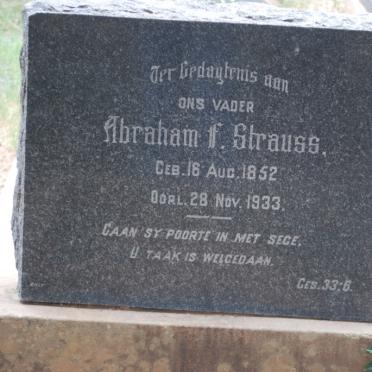 Ter Gedagtenis aan
ONS VADER
Abraham F. Strauss.
GEB. 16 AUG. 1852
OORL. 28 NOV. 1933.
GAAN SY POORTE IN MET SEGE,
U TAAK IS WELGEDAAN.
GES. 33:6.